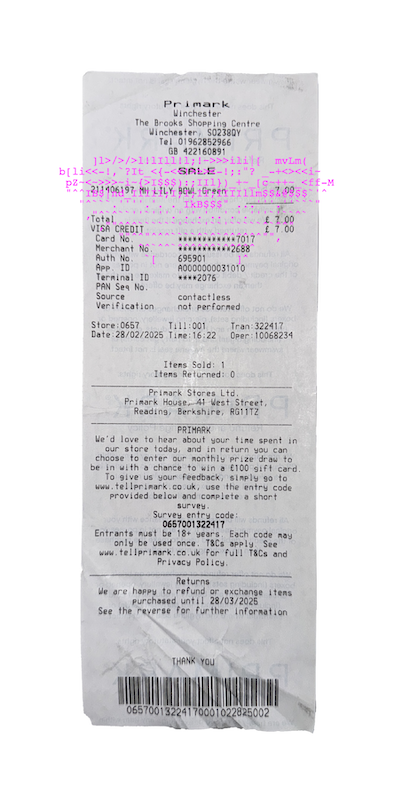 Primark
Winchester
The Brooks Shopping Centre
Winchester, SO238QY
Tel 01962852966
GB 422160891
SALE
211406197 MH LILY BOWL Green 7.00
Total £ 7.00
VISA CREDIT £ 7.00
Card No. ************7017
Merchant No. ************2688
Auth No. 695901
App. ID A0000000031010
Terminal ID ****2076
PAN Seq No.
Source contactless
Verification not performed
Store:0657 Till:001 Tran:322417
Date:28/02/2025 Time:16:22 Oper:10068234
Items Sold: 1
Items Returned: 0
Primark Stores Ltd.
Primark House, 41 West Street,
Reading, Berkshire, RG11TZ
PRIMARK
We'd love to hear about your time spent in
our store today, and in return you can
choose to enter our monthly prize draw to
be in with a chance to win a £100 gift card.
To give us your feedback, simply go to
www.tellprimark.co.uk, use the entry code
provided below and complete a short
survey.
Survey entry code:
0657001322417
Entrants must be 18+ years. Each code may
only be used once. T&Cs apply. See
www.tellprimark.co.uk for full T&Cs and
Privacy Policy.
Returns
We are happy to refund or exchange items
purchased until 28/03/2025
See the reverse for further information
THANK YOU
06570013224170001022825002